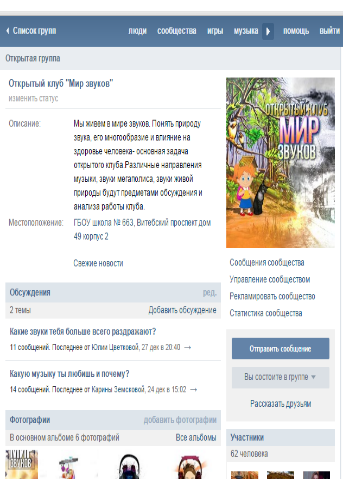 Список групп
люди сообщества игры музыка помощь выйти
Открытая группа
Открытый клуб "Мир звуков"
изменить статус
Описание:
Мы живем в мире звуков. Понять природу
звука, его многообразие и влияние на
здоровье человека- основная задача
открытого клуба.Различные направления
музыки, звуки мегаполиса, звуки живой
природы будут предметами обсуждения и
анализа работы клуба.
Местоположение:
ГБОУ школа № 663, Витебский проспект дом
49 корпус 2
Свежие новости
Обсуждения ред.
2 темы Добавить обсуждение
Какие звуки тебя больше всего раздражают?
11 сообщений. Последнее от Юлии Цветковой, 27 дек в 20:40 →
Какую музыку ты любишь и почему?
14 сообщений. Последнее от Карины Земсковой, 24 дек в 15:02 →
Фотографии добавить фотографии
В основном альбоме 6 фотографий Все альбомы
ОТКРЫТЫЙ КЛУБ
МИР
ЗВУКОВ
Сообщения сообщества
Управление сообществом
Рекламировать сообщество
Статистика сообщества
Отправить сообщение
Вы состоите в группе
Рассказать друзьям
Участники
62 человека